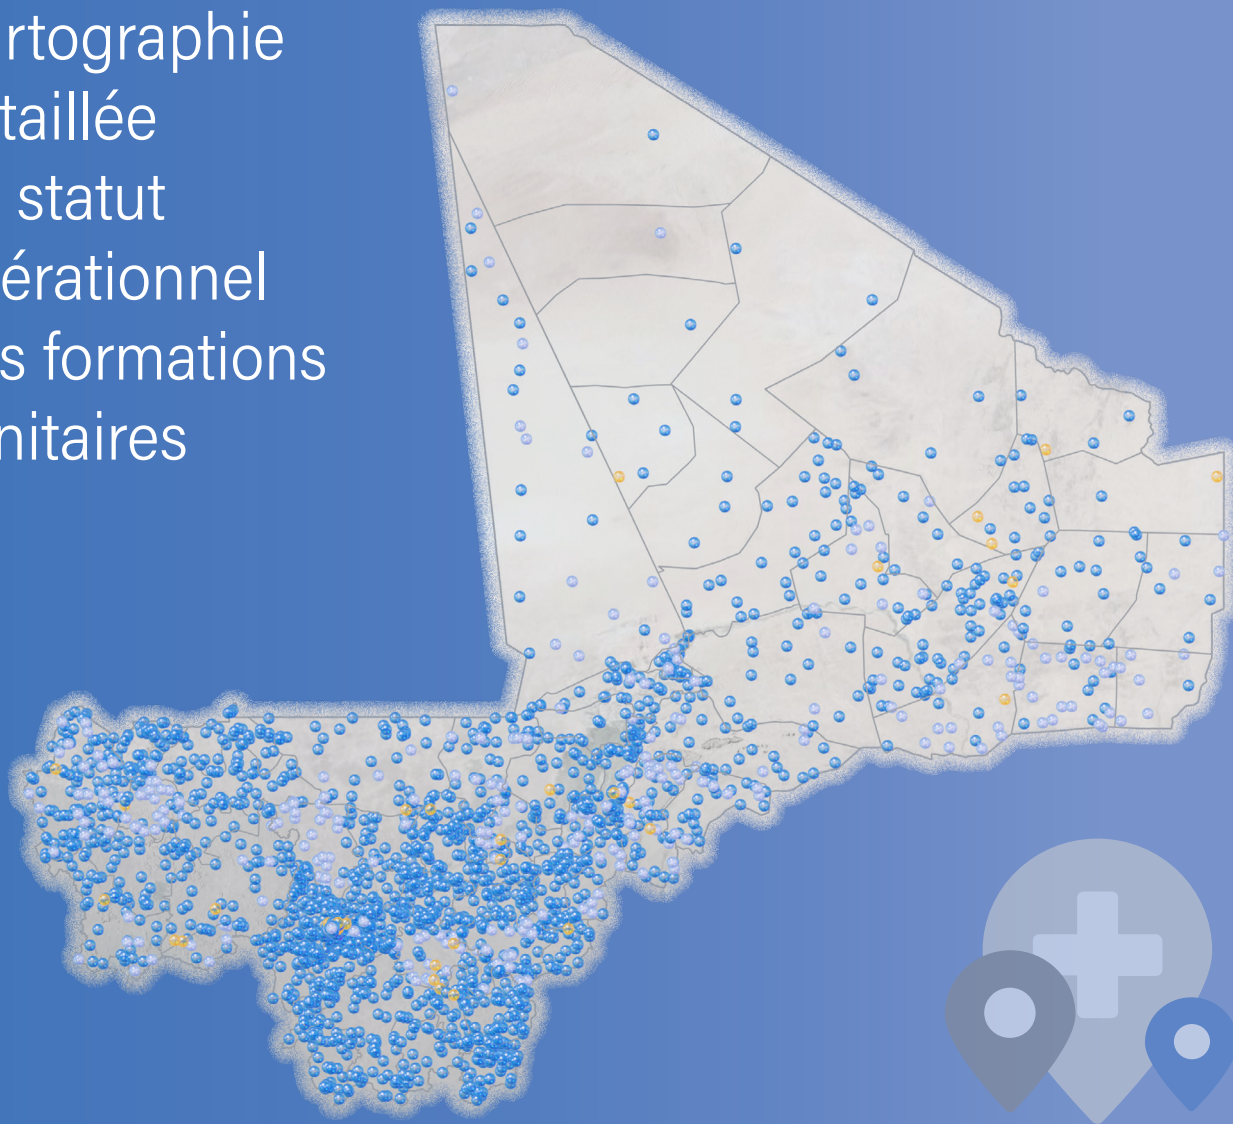 rtographie
taillée
statut
érationnel
s formations
nitaires